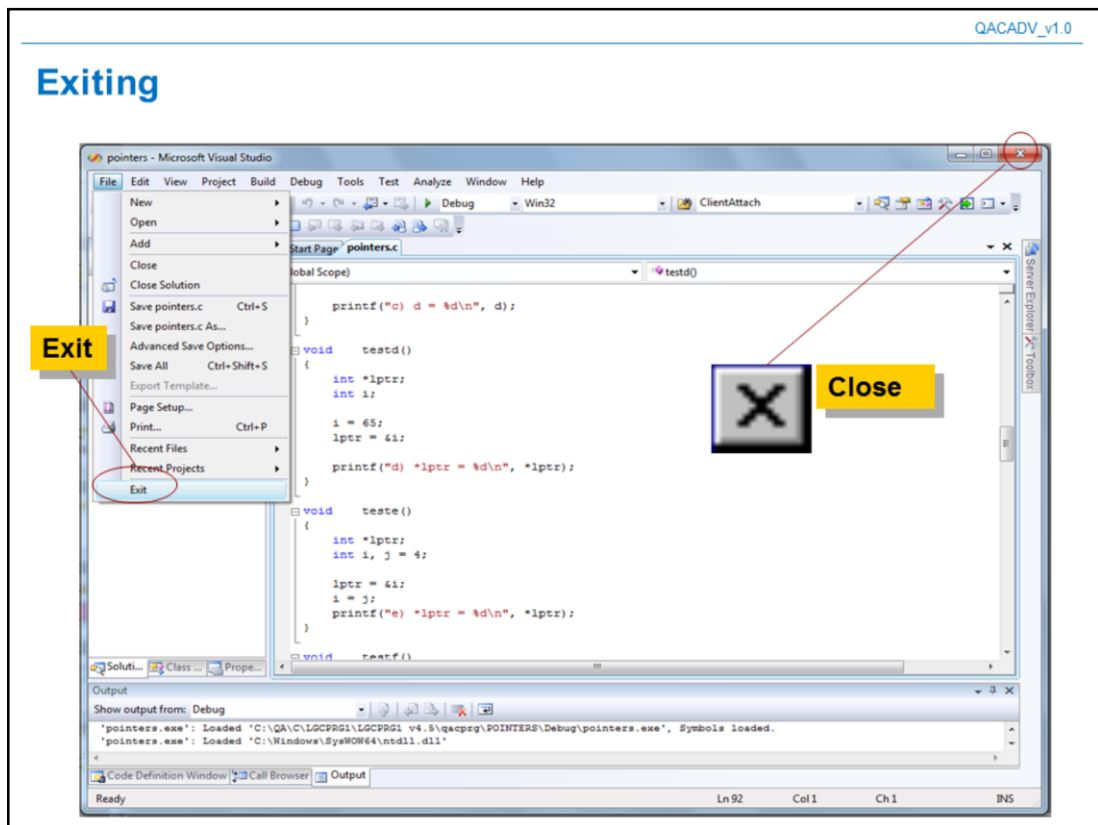 QACADV_v1.0
Exiting
pointers - Microsoft Visual Studio
File Edit View Project Build Debug Tools Test Analyze Window Help
Debug Win32 ClientAttach
New
Open
Add
Close
Close Solution
Save pointers.c Ctrl+S
Save pointers.c As...
Advanced Save Options...
Save All Ctrl+Shift+S
Export Template...
Page Setup...
Print... Ctrl+P
Recent Files
Recent Projects
Exit
Exit
Start Page pointers.c
lobal Scope) testd()
printf("c) d = %d\n", d);
}
void testd()
{
int *lptr;
int i;
i = 65;
lptr = &i;
printf("d) *lptr = %d\n", *lptr);
}
void teste()
{
int *lptr;
int i, j = 4;
lptr = &i;
i = j;
printf("e) *lptr = %d\n", *lptr);
}
void testf()
Close
Server Explorer
Toolbox
Soluti... Class ... Prope...
Output
Show output from: Debug
'pointers.exe': Loaded 'C:\QA\C\LGCPRG1\LGCPRG1 v4.5\qacprg\POINTERS\Debug\pointers.exe', Symbols loaded.
'pointers.exe': Loaded 'C:\Windows\SysWOW64\ntdll.dll'
Code Definition Window Call Browser Output
Ready Ln 92 Col 1 Ch 1 INS